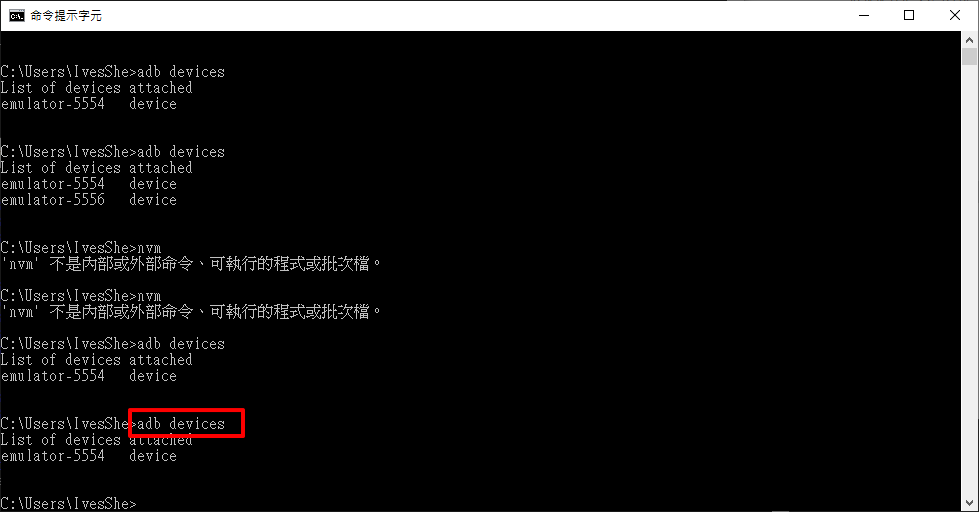 命令提示字元
C:\Users\IvesShe>adb devices
List of devices attached
emulator-5554   device
C:\Users\IvesShe>adb devices
List of devices attached
emulator-5554   device
emulator-5556   device
C:\Users\IvesShe>nvm
'nvm' 不是內部或外部命令、可執行的程式或批次檔。
C:\Users\IvesShe>nvm
'nvm' 不是內部或外部命令、可執行的程式或批次檔。
C:\Users\IvesShe>adb devices
List of devices attached
emulator-5554   device
C:\Users\IvesShe>adb devices
List of devices attached
emulator-5554   device
C:\Users\IvesShe>